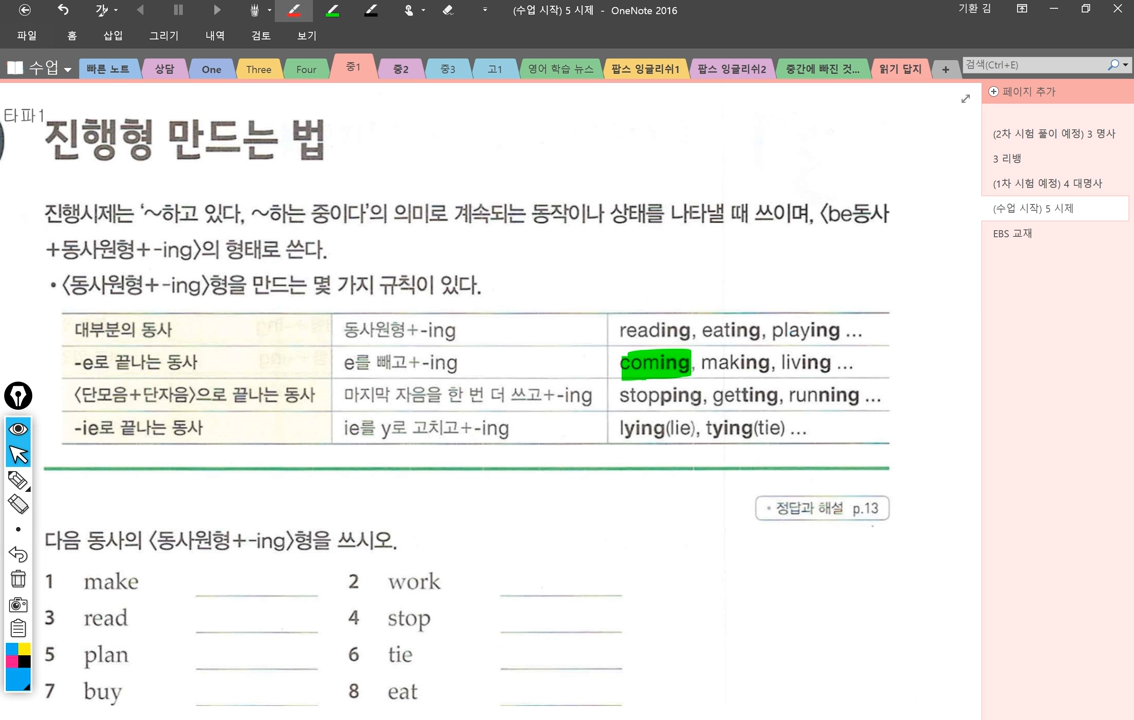 (수업 시작) 5 시제 - OneNote 2016
기환 김
파일 홈 삽입 그리기 내역 검토 보기
수업 빠른 노트 상담 One Three Four 중1 중2 중3 고1 영어 학습 뉴스 팝스 잉글리쉬1 팝스 잉글리쉬2 중간에 빠진 것... 읽기 답지 + 검색(Ctrl+E)
페이지 추가
(2차 시험 풀이 예정) 3 명사
3 리뱅
(1차 시험 예정) 4 대명사
(수업 시작) 5 시제
EBS 교재
타파1
진행형 만드는 법
진행시제는 '~하고 있다, ~하는 중이다'의 의미로 계속되는 동작이나 상태를 나타낼 때 쓰이며, 〈be동사
+동사원형+-ing〉의 형태로 쓴다.
• 〈동사원형+-ing〉형을 만드는 몇 가지 규칙이 있다.
대부분의 동사 동사원형+-ing reading, eating, playing ...
-e로 끝나는 동사 e를 빼고+-ing coming, making, living ...
〈단모음+단자음〉으로 끝나는 동사 마지막 자음을 한 번 더 쓰고+-ing stopping, getting, running ...
-ie로 끝나는 동사 ie를 y로 고치고+-ing lying(lie), tying(tie) ...
• 정답과 해설 p.13
다음 동사의 〈동사원형+-ing〉형을 쓰시오.
1 make 2 work
3 read 4 stop
5 plan 6 tie
7 buy 8 eat